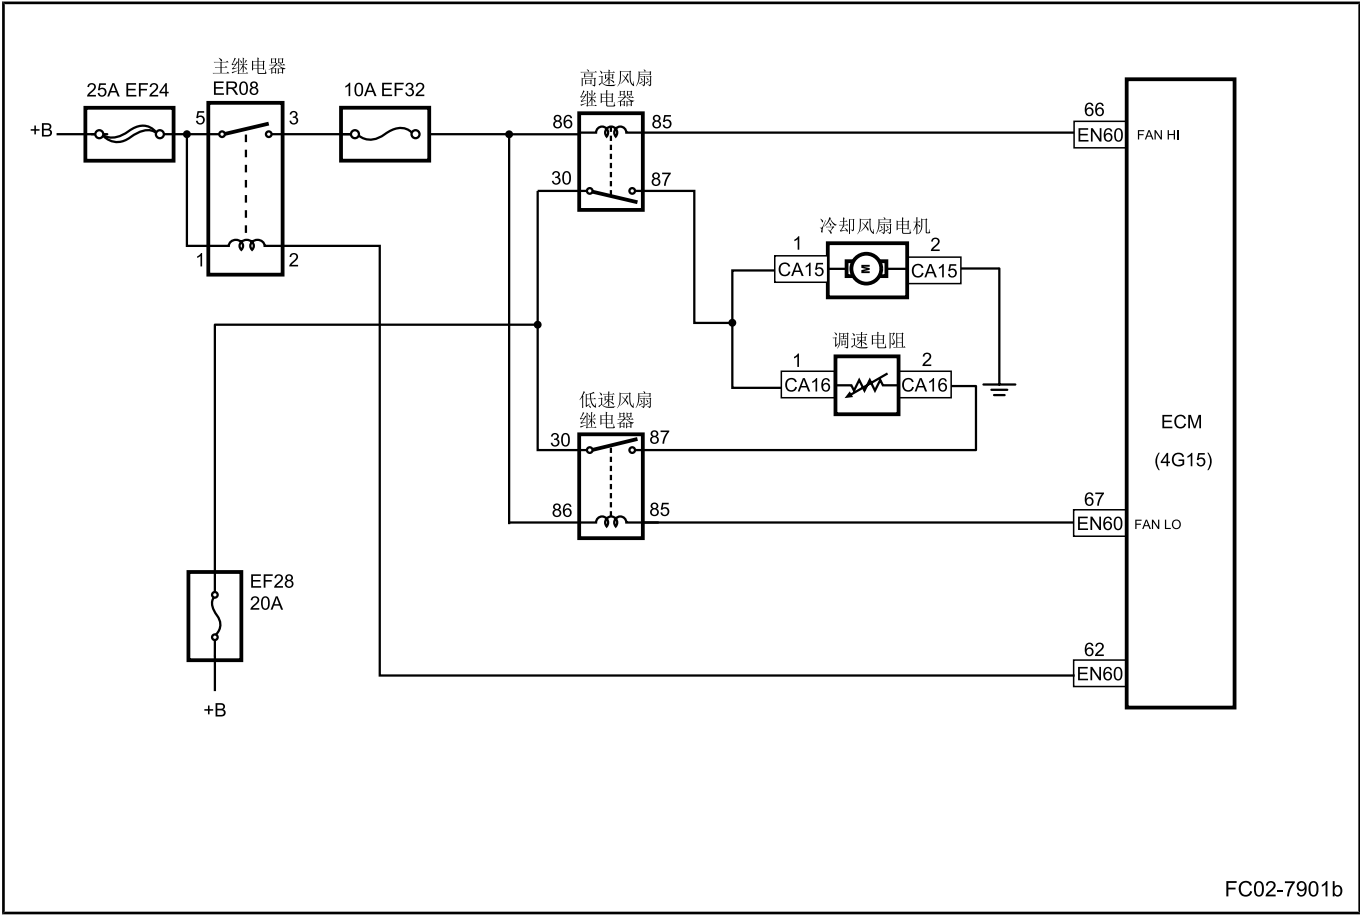 主继电器
25A EF24
ER08
10A EF32
高速风扇
继电器
+B
5
3
86
85
66
EN60
FAN HI
30
87
1
2
冷却风扇电机
1
2
CA15
M
CA15
调速电阻
1
2
CA16
CA16
低速风扇
继电器
30
87
ECM
(4G15)
86
85
67
EN60
FAN LO
EF28
20A
+B
62
EN60
FC02-7901b